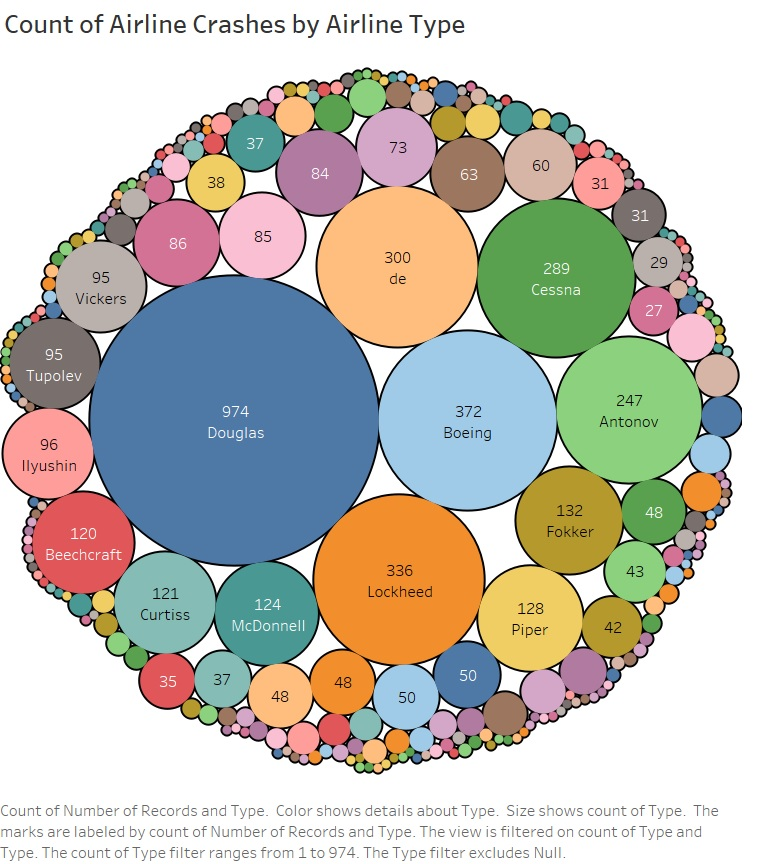 Count of Airline Crashes by Airline Type
37
73
84
63
60
38
31
31
86
85
300
de
289
Cessna
29
95
Vickers
27
95
Tupolev
974
Douglas
372
Boeing
247
Antonov
96
Ilyushin
132
Fokker
48
120
Beechcraft
43
121
Curtiss
124
McDonnell
336
Lockheed
128
Piper
42
35
37
48
48
50
50
Count of Number of Records and Type.  Color shows details about Type.  Size shows count of Type.  The
marks are labeled by count of Number of Records and Type. The view is filtered on count of Type and
Type. The count of Type filter ranges from 1 to 974. The Type filter excludes Null.